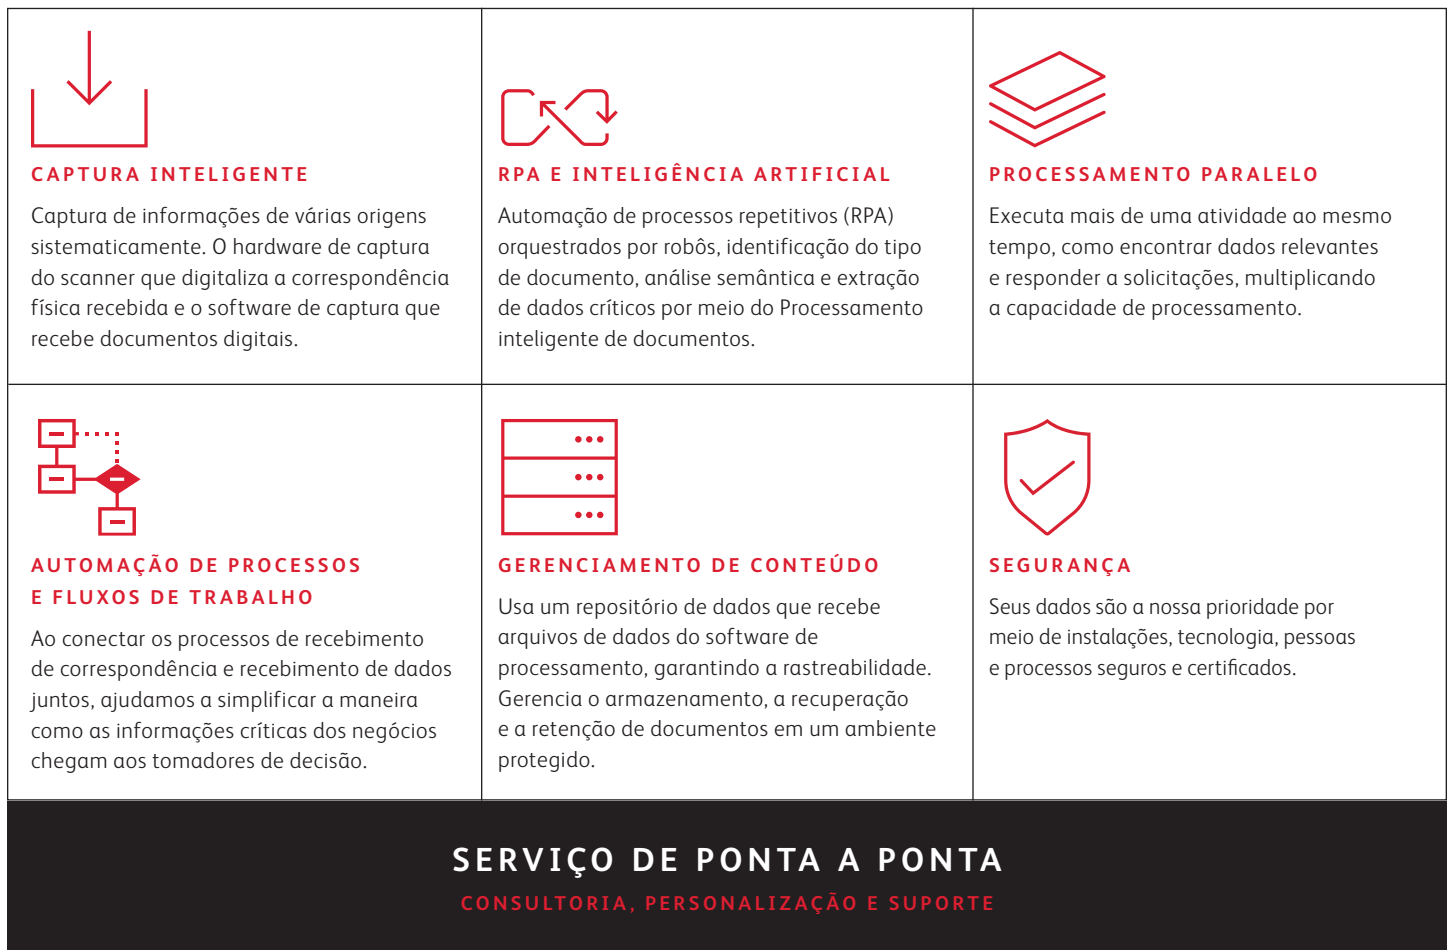 CAPTURA INTELIGENTE
Captura de informações de várias origens
sistematicamente. O hardware de captura
do scanner que digitaliza a correspondência
física recebida e o software de captura que
recebe documentos digitais.
RPA E INTELIGÊNCIA ARTIFICIAL
Automação de processos repetitivos (RPA)
orquestrados por robôs, identificação do tipo
de documento, análise semântica e extração
de dados críticos por meio do Processamento
inteligente de documentos.
PROCESSAMENTO PARALELO
Executa mais de uma atividade ao mesmo
tempo, como encontrar dados relevantes
e responder a solicitações, multiplicando
a capacidade de processamento.
AUTOMAÇÃO DE PROCESSOS
E FLUXOS DE TRABALHO
Ao conectar os processos de recebimento
de correspondência e recebimento de dados
juntos, ajudamos a simplificar a maneira
como as informações críticas dos negócios
chegam aos tomadores de decisão.
GERENCIAMENTO DE CONTEÚDO
Usa um repositório de dados que recebe
arquivos de dados do software de
processamento, garantindo a rastreabilidade.
Gerencia o armazenamento, a recuperação
e a retenção de documentos em um ambiente
protegido.
SEGURANÇA
Seus dados são a nossa prioridade por
meio de instalações, tecnologia, pessoas
e processos seguros e certificados.
SERVIÇO DE PONTA A PONTA
CONSULTORIA, PERSONALIZAÇÃO E SUPORTE